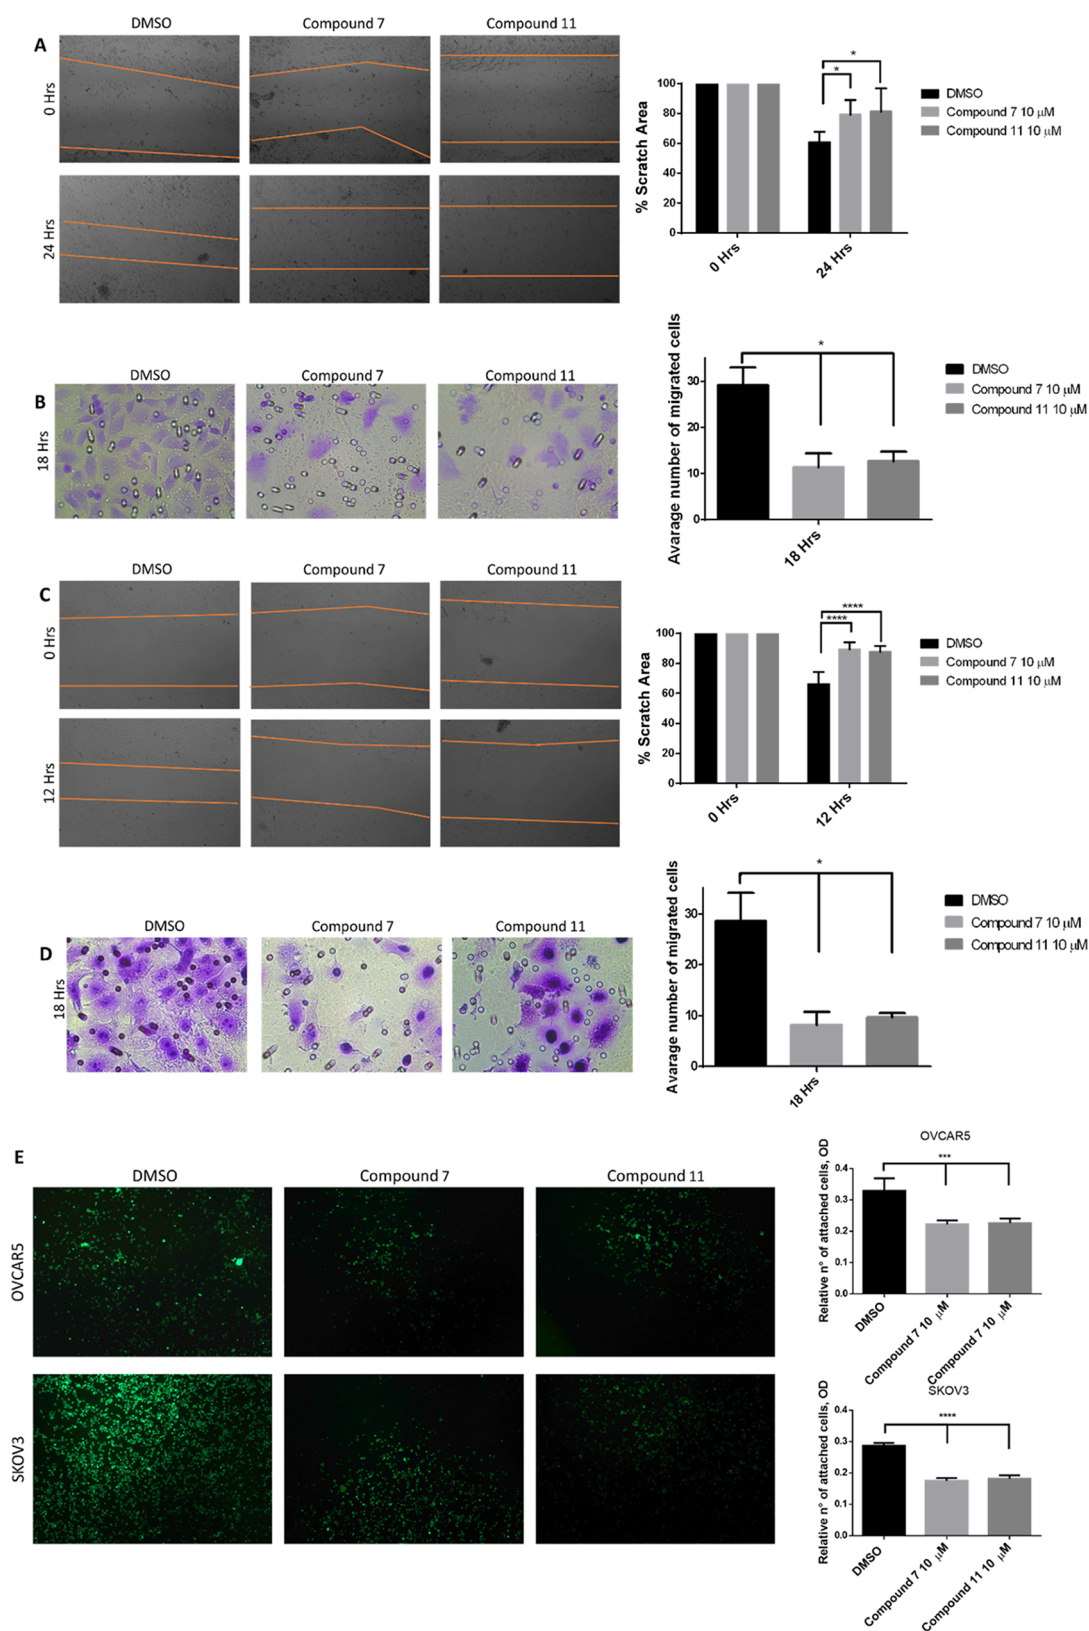 DMSO Compound 7 Compound 11
A
0 Hrs
24 Hrs
% Scratch Area
100
80
60
40
20
0
* *
0 Hrs 24 Hrs
DMSO
Compound 7 10 μM
Compound 11 10 μM
DMSO Compound 7 Compound 11
B
18 Hrs
Avarage number of migrated cells
30
20
10
0
*
18 Hrs
DMSO
Compound 7 10 μM
Compound 11 10 μM
DMSO Compound 7 Compound 11
C
0 Hrs
12 Hrs
% Scratch Area
100
80
60
40
20
0
**** ****
0 Hrs 12 Hrs
DMSO
Compound 7 10 μM
Compound 11 10 μM
DMSO Compound 7 Compound 11
D
18 Hrs
Avarage number of migrated cells
30
20
10
0
*
18 Hrs
DMSO
Compound 7 10 μM
Compound 11 10 μM
E
DMSO Compound 7 Compound 11
OVCAR5
SKOV3
OVCAR5
Relative n° of attached cells, OD
0.4
0.3
0.2
0.1
0.0
***
DMSO
Compound 7 10 μM
Compound 7 10 μM
SKOV3
Relative n° of attached cells, OD
0.4
0.3
0.2
0.1
0.0
****
DMSO
Compound 7 10 μM
Compound 11 10 μM